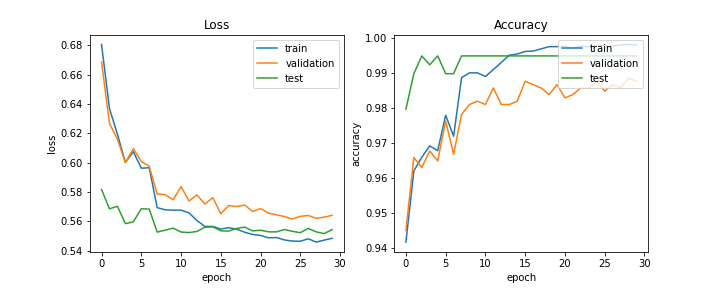 Loss
0.68
0.66
0.64
0.62
0.60
0.58
0.56
0.54
loss
0 5 10 15 20 25 30
epoch
train
validation
test
Accuracy
1.00
0.99
0.98
0.97
0.96
0.95
0.94
accuracy
0 5 10 15 20 25 30
epoch
train
validation
test